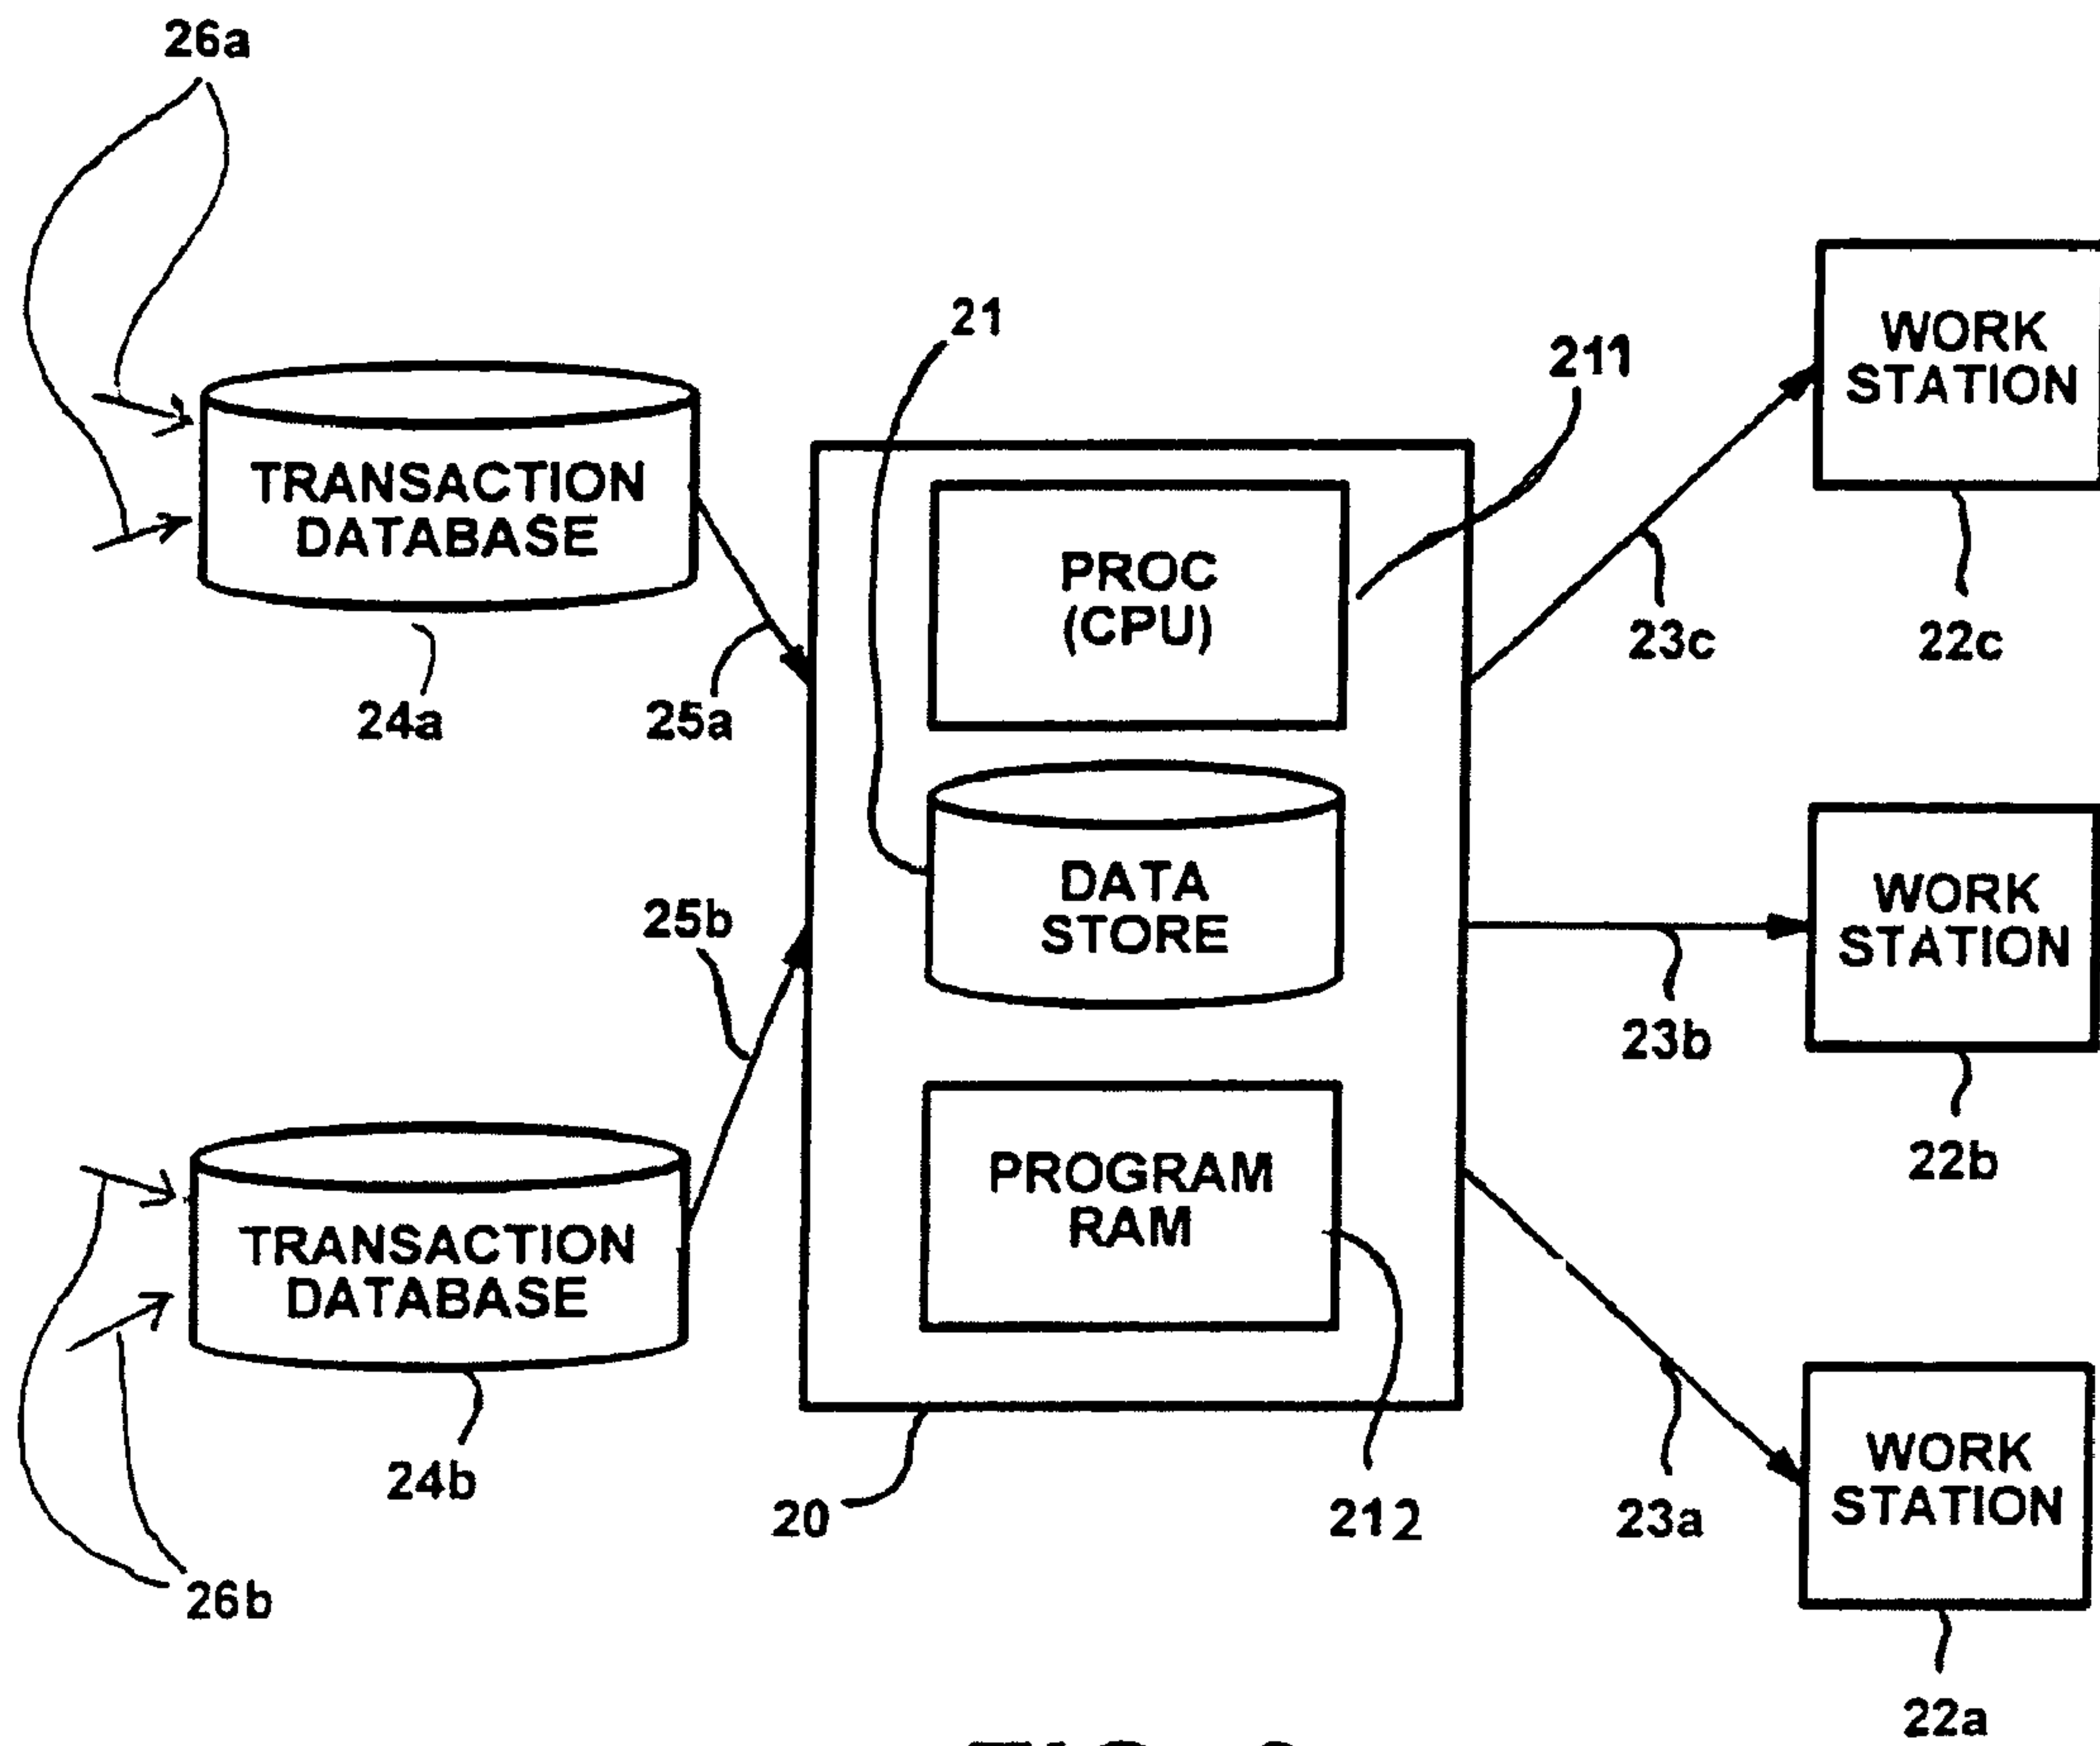 26a
21
211
WORK
STATION
TRANSACTION
DATABASE
PROC
(CPU)
23c
22c
24a
25a
DATA
STORE
25b
WORK
STATION
23b
22b
PROGRAM
RAM
TRANSACTION
DATABASE
24b
20
212
23a
WORK
STATION
26b
22a